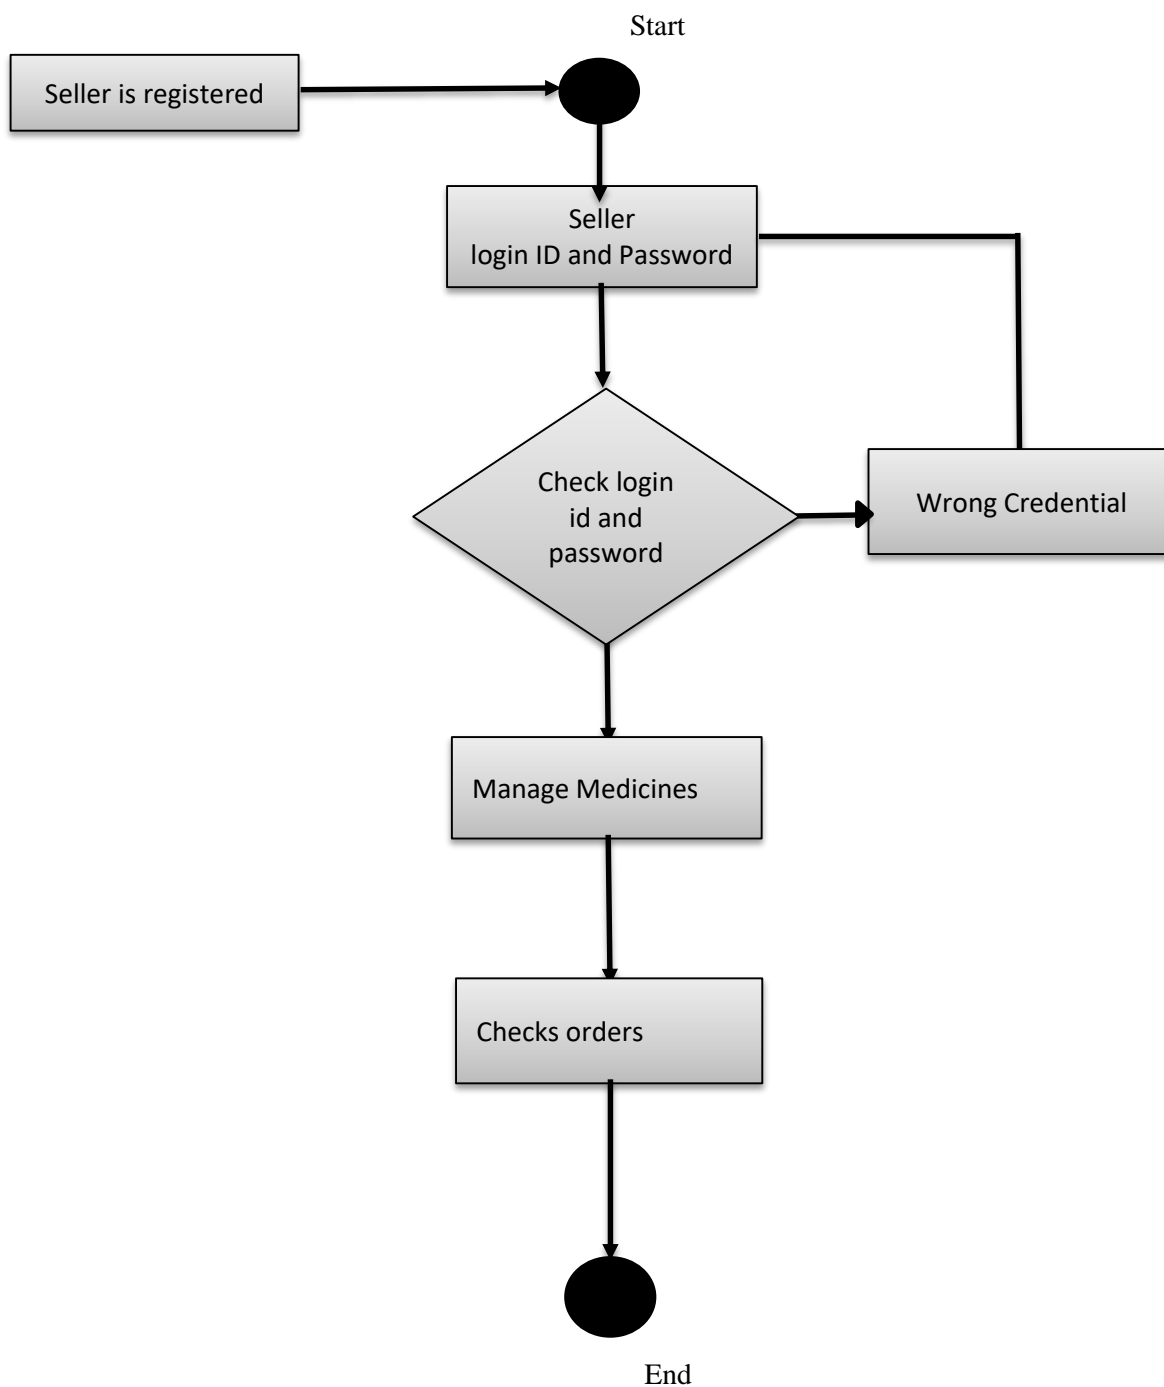 Start
Seller is registered
Seller
login ID and Password
Check login
id and
password
Wrong Credential
Manage Medicines
Checks orders
End